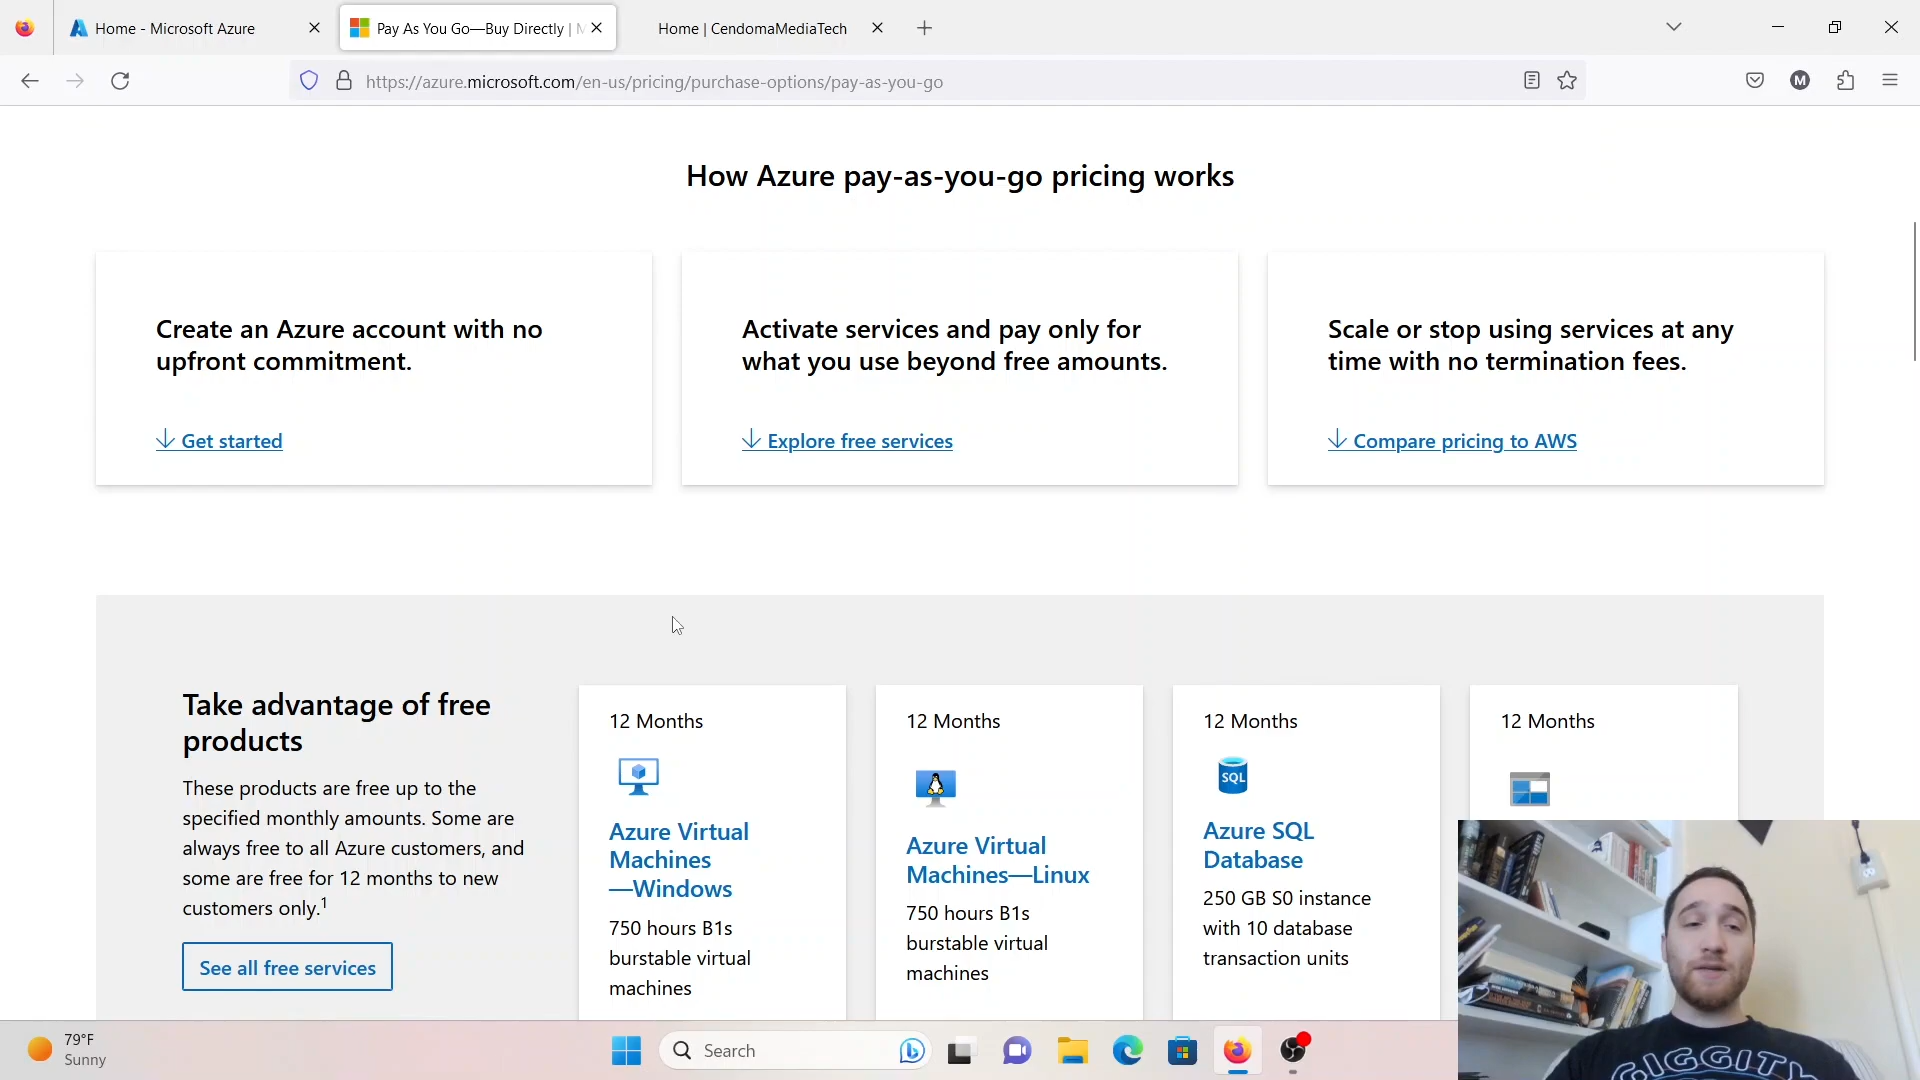 Home - Microsoft Azure
Pay As You Go—Buy Directly | M
Home | CendomaMediaTech
https://azure.microsoft.com/en-us/pricing/purchase-options/pay-as-you-go
M
How Azure pay-as-you-go pricing works
Create an Azure account with no
upfront commitment.
Get started
Activate services and pay only for
what you use beyond free amounts.
Explore free services
Scale or stop using services at any
time with no termination fees.
Compare pricing to AWS
Take advantage of free
products
These products are free up to the
specified monthly amounts. Some are
always free to all Azure customers, and
some are free for 12 months to new
customers only.¹
See all free services
12 Months
Azure Virtual
Machines
—Windows
750 hours B1s
burstable virtual
machines
12 Months
Azure Virtual
Machines—Linux
750 hours B1s
burstable virtual
machines
12 Months
SQL
Azure SQL
Database
250 GB S0 instance
with 10 database
transaction units
12 Months
GIGGITY
79°F
Sunny
Search